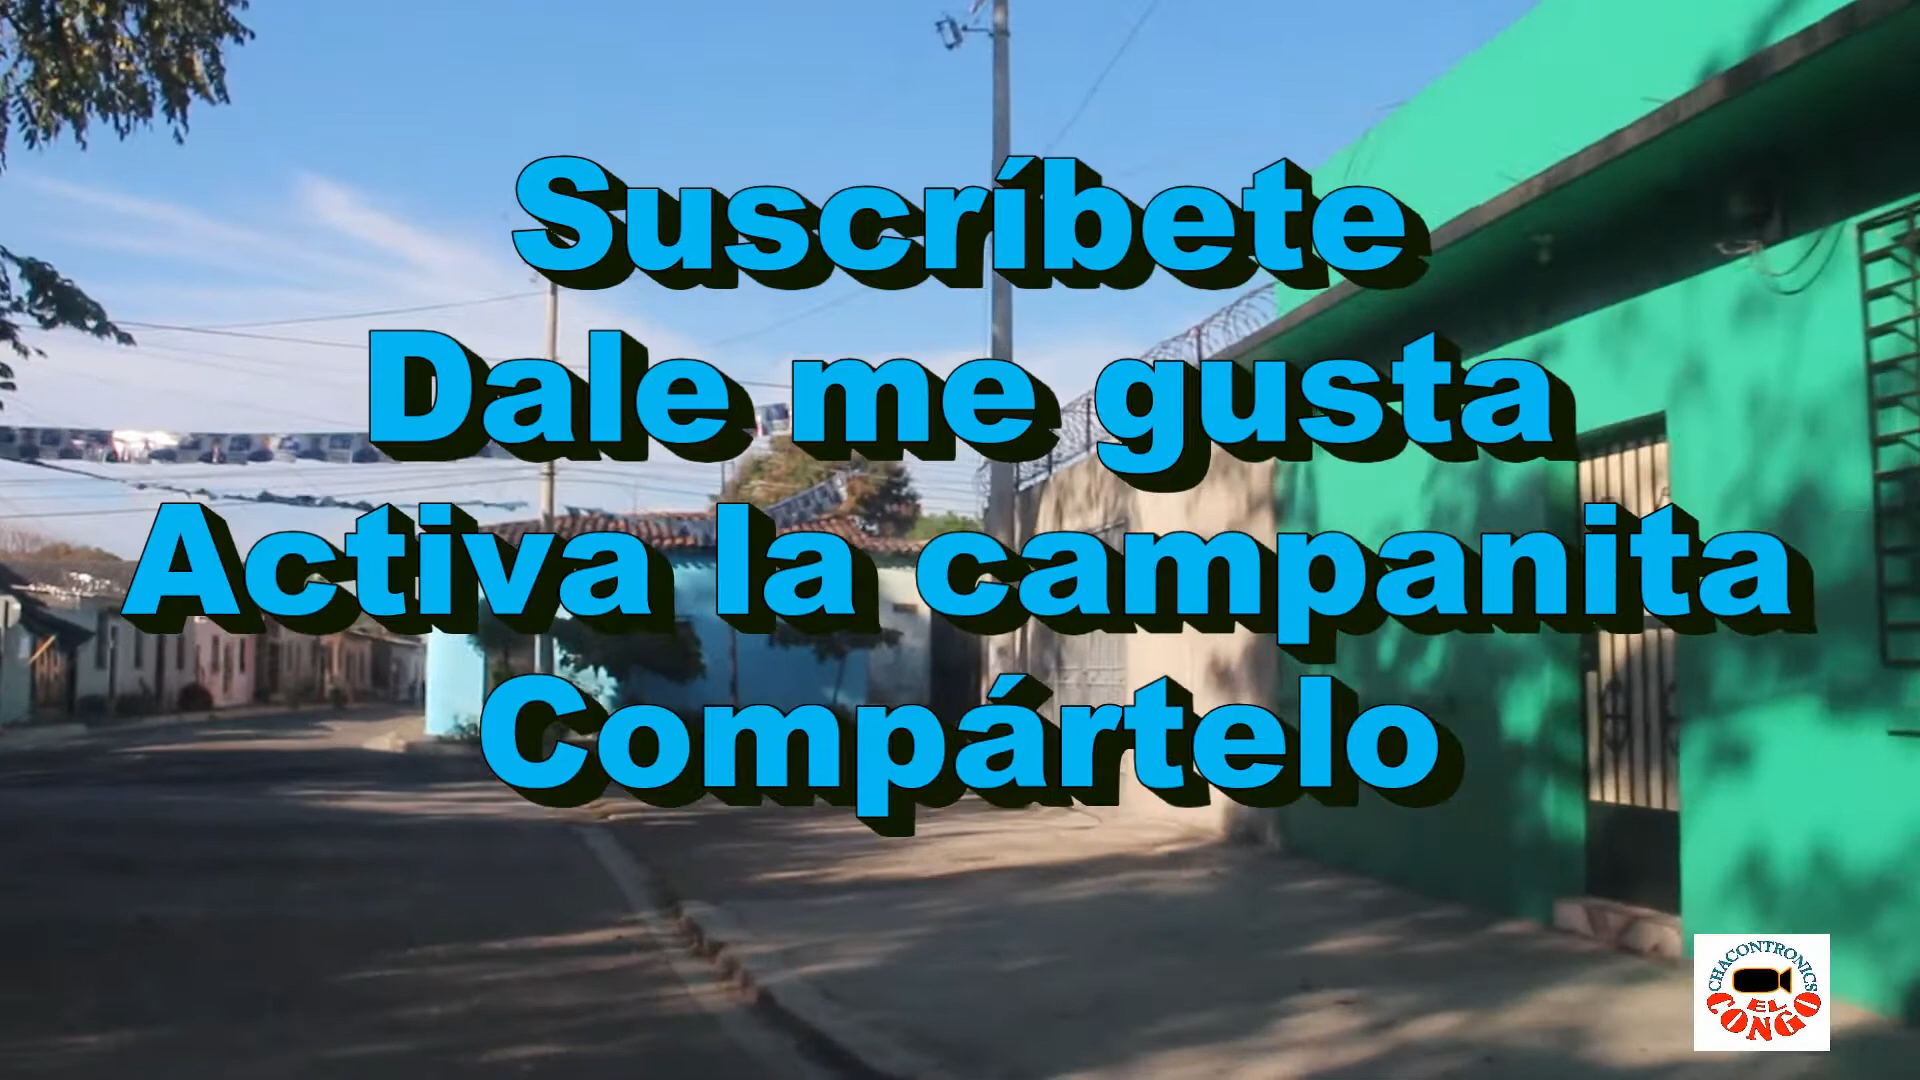 Suscríbete
Dale me gusta
Activa la campanita
Compártelo
CHACONTRONICS
EL
CONGO